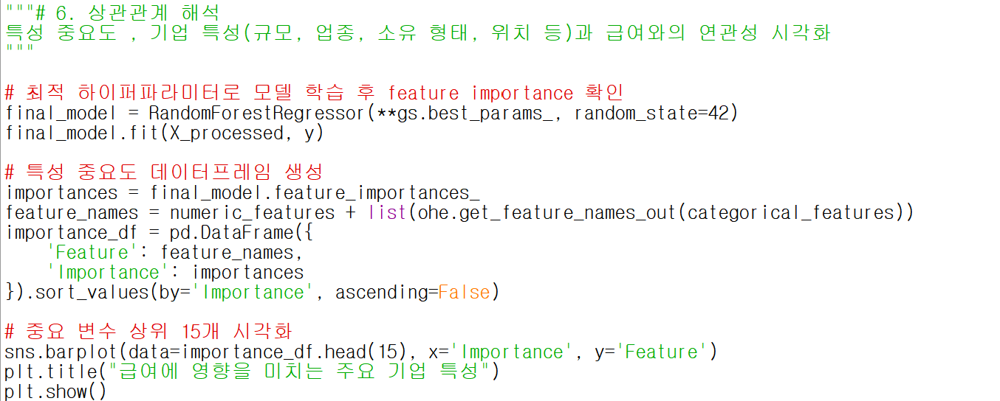 """# 6. 상관관계 해석
특성 중요도 , 기업 특성(규모, 업종, 소유 형태, 위치 등)과 급여와의 연관성 시각화
"""
# 최적 하이퍼파라미터로 모델 학습 후 feature importance 확인
final_model = RandomForestRegressor(**gs.best_params_, random_state=42)
final_model.fit(X_processed, y)
# 특성 중요도 데이터프레임 생성
importances = final_model.feature_importances_
feature_names = numeric_features + list(ohe.get_feature_names_out(categorical_features))
importance_df = pd.DataFrame({
    'Feature': feature_names,
    'Importance': importances
}).sort_values(by='Importance', ascending=False)
# 중요 변수 상위 15개 시각화
sns.barplot(data=importance_df.head(15), x='Importance', y='Feature')
plt.title("급여에 영향을 미치는 주요 기업 특성")
plt.show()